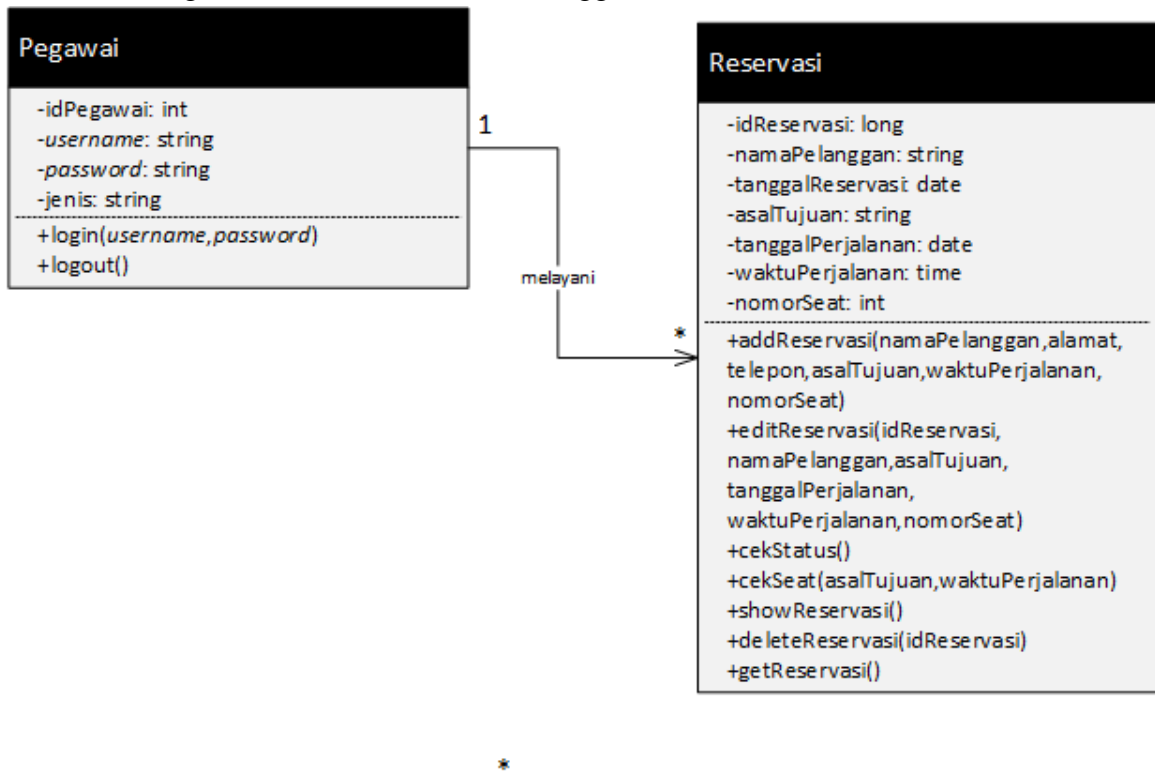 Pegawai
-idPegawai: int
-username: string
-password: string
-jenis: string
+login(username,password)
+logout()
1
melayani
*
Reservasi
-idReservasi: long
-namaPelanggan: string
-tanggalReservasi: date
-asalTujuan: string
-tanggalPerjalanan: date
-waktuPerjalanan: time
-nomorSeat: int
+addReservasi(namaPelanggan,alamat,
telepon,asalTujuan,waktuPerjalanan,
nomorSeat)
+editReservasi(idReservasi,
namaPelanggan,asalTujuan,
tanggalPerjalanan,
waktuPerjalanan,nomorSeat)
+cekStatus()
+cekSeat(asalTujuan,waktuPerjalanan)
+showReservasi()
+deleteReservasi(idReservasi)
+getReservasi()
*